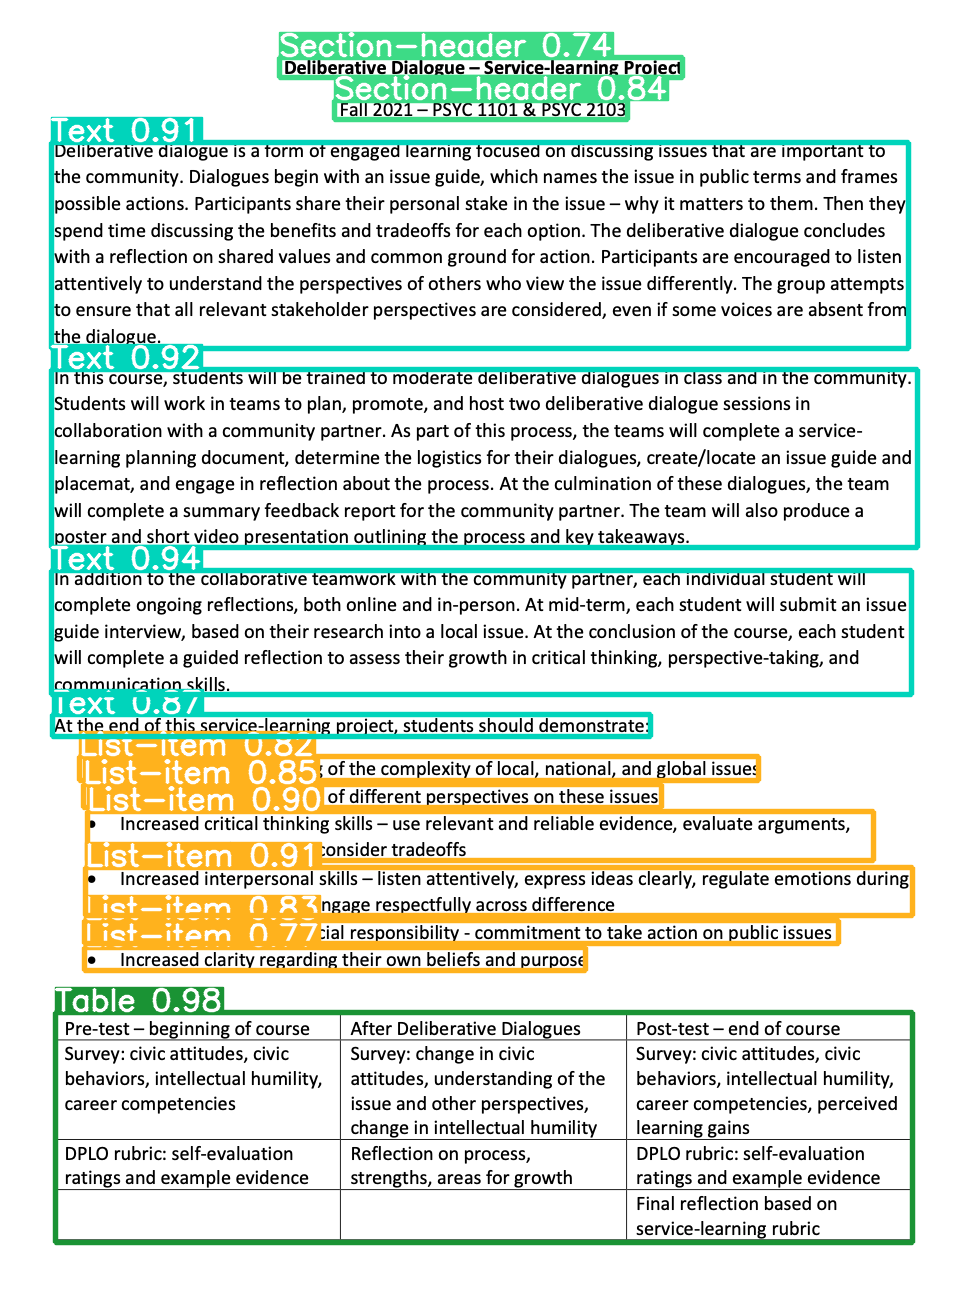 Section-header 0.74
Deliberative Dialogue – Service-learning Project
Section-header 0.84
Fall 2021 – PSYC 1101 & PSYC 2103
Text 0.91
Deliberative dialogue is a form of engaged learning focused on discussing issues that are important to
the community. Dialogues begin with an issue guide, which names the issue in public terms and frames
possible actions. Participants share their personal stake in the issue – why it matters to them. Then they
spend time discussing the benefits and tradeoffs for each option. The deliberative dialogue concludes
with a reflection on shared values and common ground for action. Participants are encouraged to listen
attentively to understand the perspectives of others who view the issue differently. The group attempts
to ensure that all relevant stakeholder perspectives are considered, even if some voices are absent from
the dialogue.
Text 0.92
In this course, students will be trained to moderate deliberative dialogues in class and in the community.
Students will work in teams to plan, promote, and host two deliberative dialogue sessions in
collaboration with a community partner. As part of this process, the teams will complete a service-
learning planning document, determine the logistics for their dialogues, create/locate an issue guide and
placemat, and engage in reflection about the process. At the culmination of these dialogues, the team
will complete a summary feedback report for the community partner. The team will also produce a
poster and short video presentation outlining the process and key takeaways.
Text 0.94
In addition to the collaborative teamwork with the community partner, each individual student will
complete ongoing reflections, both online and in-person. At mid-term, each student will submit an issue
guide interview, based on their research into a local issue. At the conclusion of the course, each student
will complete a guided reflection to assess their growth in critical thinking, perspective-taking, and
communication skills.
Text 0.87
At the end of this service-learning project, students should demonstrate:
List-item 0.82
List-item 0.85 of the complexity of local, national, and global issues
List-item 0.90 of different perspectives on these issues
• Increased critical thinking skills – use relevant and reliable evidence, evaluate arguments,
List-item 0.91 consider tradeoffs
• Increased interpersonal skills – listen attentively, express ideas clearly, regulate emotions during
List-item 0.83 engage respectfully across difference
List-item 0.77 responsibility - commitment to take action on public issues
• Increased clarity regarding their own beliefs and purpose
Table 0.98
Pre-test – beginning of course After Deliberative Dialogues Post-test – end of course
Survey: civic attitudes, civic Survey: change in civic Survey: civic attitudes, civic
behaviors, intellectual humility, attitudes, understanding of the behaviors, intellectual humility,
career competencies issue and other perspectives, career competencies, perceived
change in intellectual humility learning gains
DPLO rubric: self-evaluation Reflection on process, DPLO rubric: self-evaluation
ratings and example evidence strengths, areas for growth ratings and example evidence
Final reflection based on
service-learning rubric